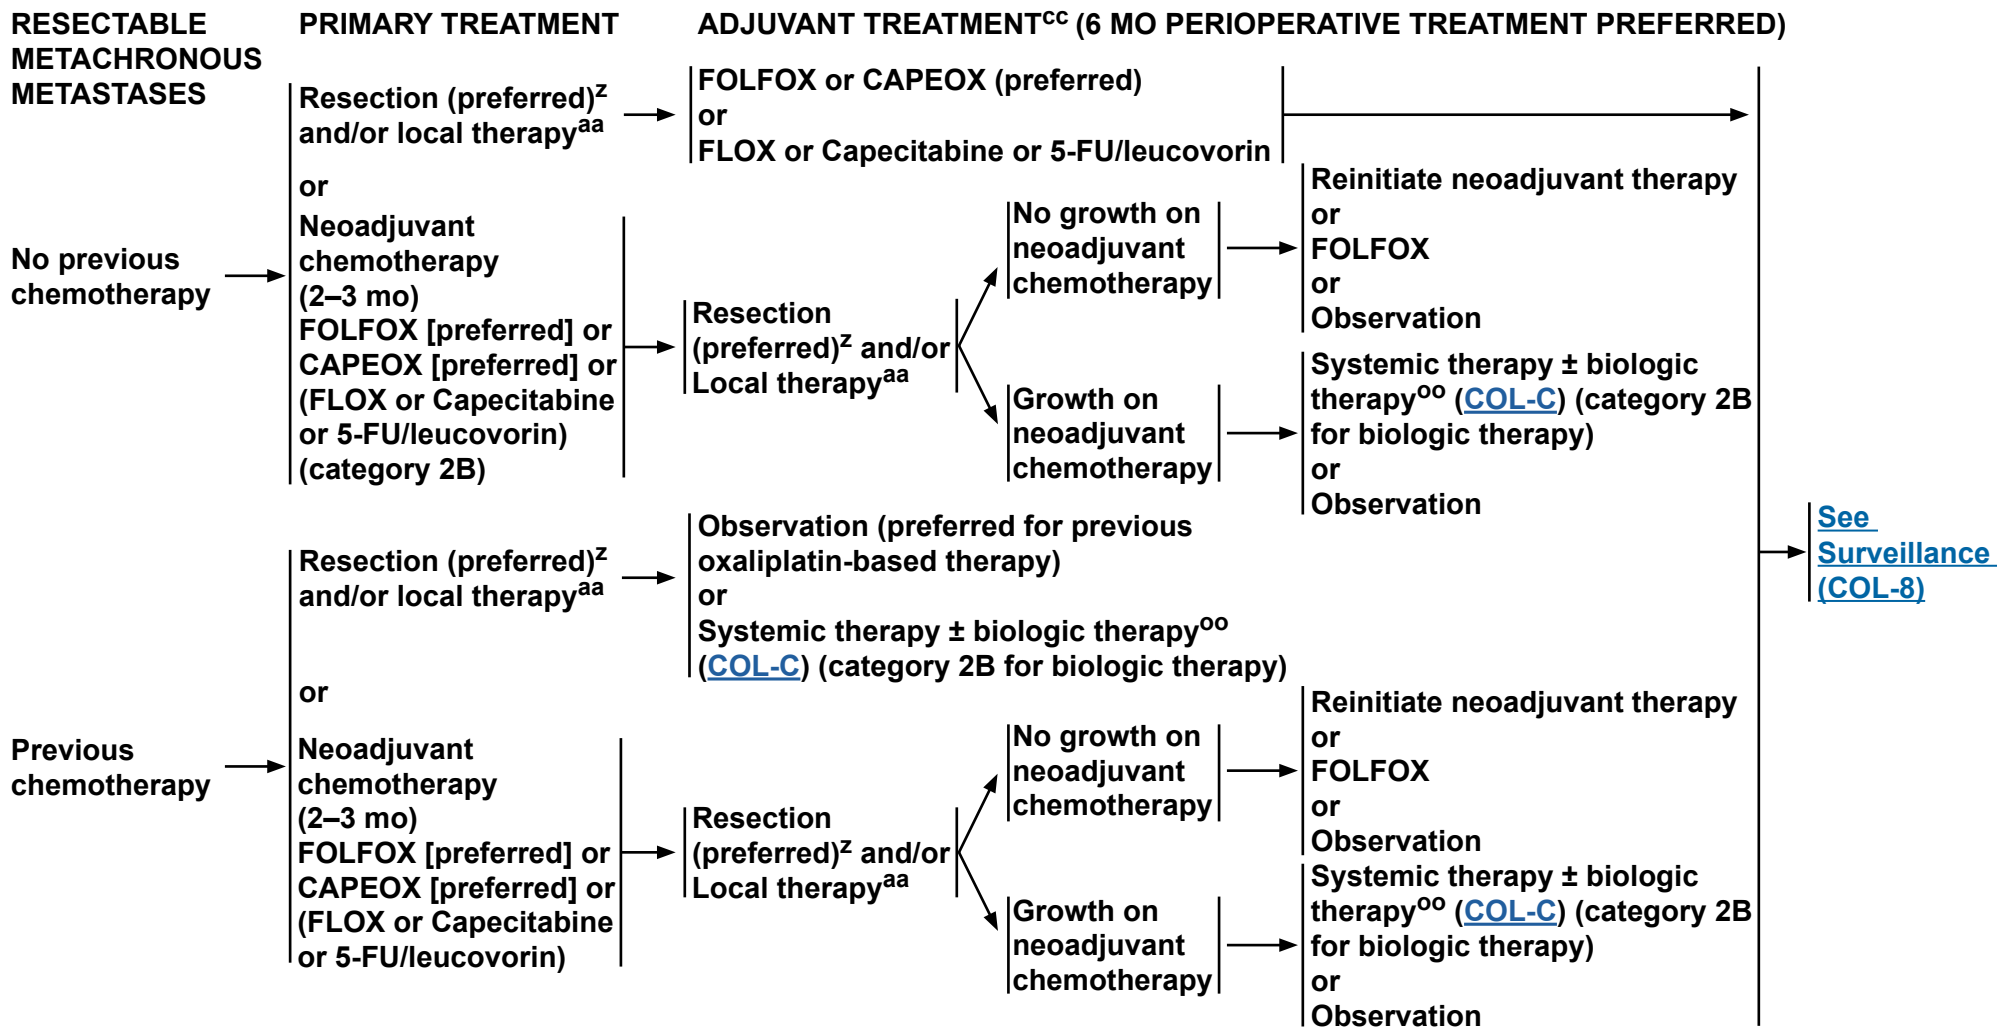 RESECTABLE
METACHRONOUS
METASTASES
PRIMARY TREATMENT
ADJUVANT TREATMENTcc (6 MO PERIOPERATIVE TREATMENT PREFERRED)
No previous
chemotherapy
Resection (preferred)z
and/or local therapyaa
or
Neoadjuvant
chemotherapy
(2–3 mo)
FOLFOX [preferred] or
CAPEOX [preferred] or
(FLOX or Capecitabine
or 5-FU/leucovorin)
(category 2B)
FOLFOX or CAPEOX (preferred)
or
FLOX or Capecitabine or 5-FU/leucovorin
Resection
(preferred)z and/or
Local therapyaa
No growth on
neoadjuvant
chemotherapy
Growth on
neoadjuvant
chemotherapy
Reinitiate neoadjuvant therapy
or
FOLFOX
or
Observation
Systemic therapy ± biologic
therapyoo (COL-C) (category 2B
for biologic therapy)
or
Observation
Previous
chemotherapy
Resection (preferred)z
and/or local therapyaa
or
Neoadjuvant
chemotherapy
(2–3 mo)
FOLFOX [preferred] or
CAPEOX [preferred] or
(FLOX or Capecitabine
or 5-FU/leucovorin)
Observation (preferred for previous
oxaliplatin-based therapy)
or
Systemic therapy ± biologic therapyoo
(COL-C) (category 2B for biologic therapy)
Resection
(preferred)z and/or
Local therapyaa
No growth on
neoadjuvant
chemotherapy
Growth on
neoadjuvant
chemotherapy
Reinitiate neoadjuvant therapy
or
FOLFOX
or
Observation
Systemic therapy ± biologic
therapyoo (COL-C) (category 2B
for biologic therapy)
or
Observation
See
Surveillance
(COL-8)